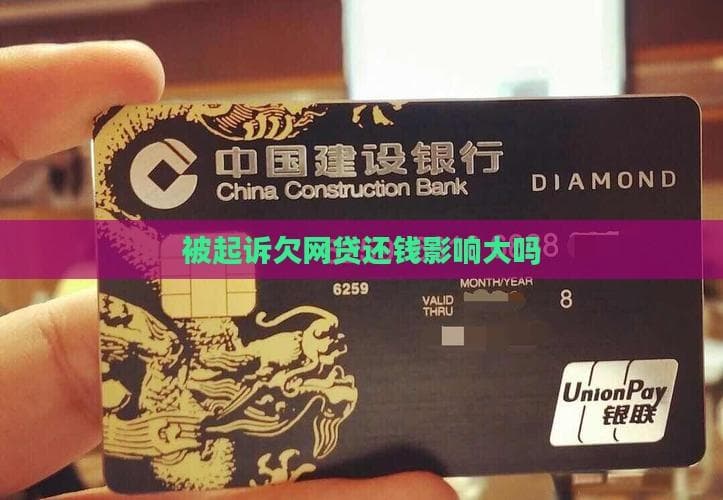 中国建设银行
China Construction Bank
DIAMOND
被起诉欠网贷还钱影响大吗
6259
MONTH/YEAR
VALID
THRU
8
UnionPay
银联